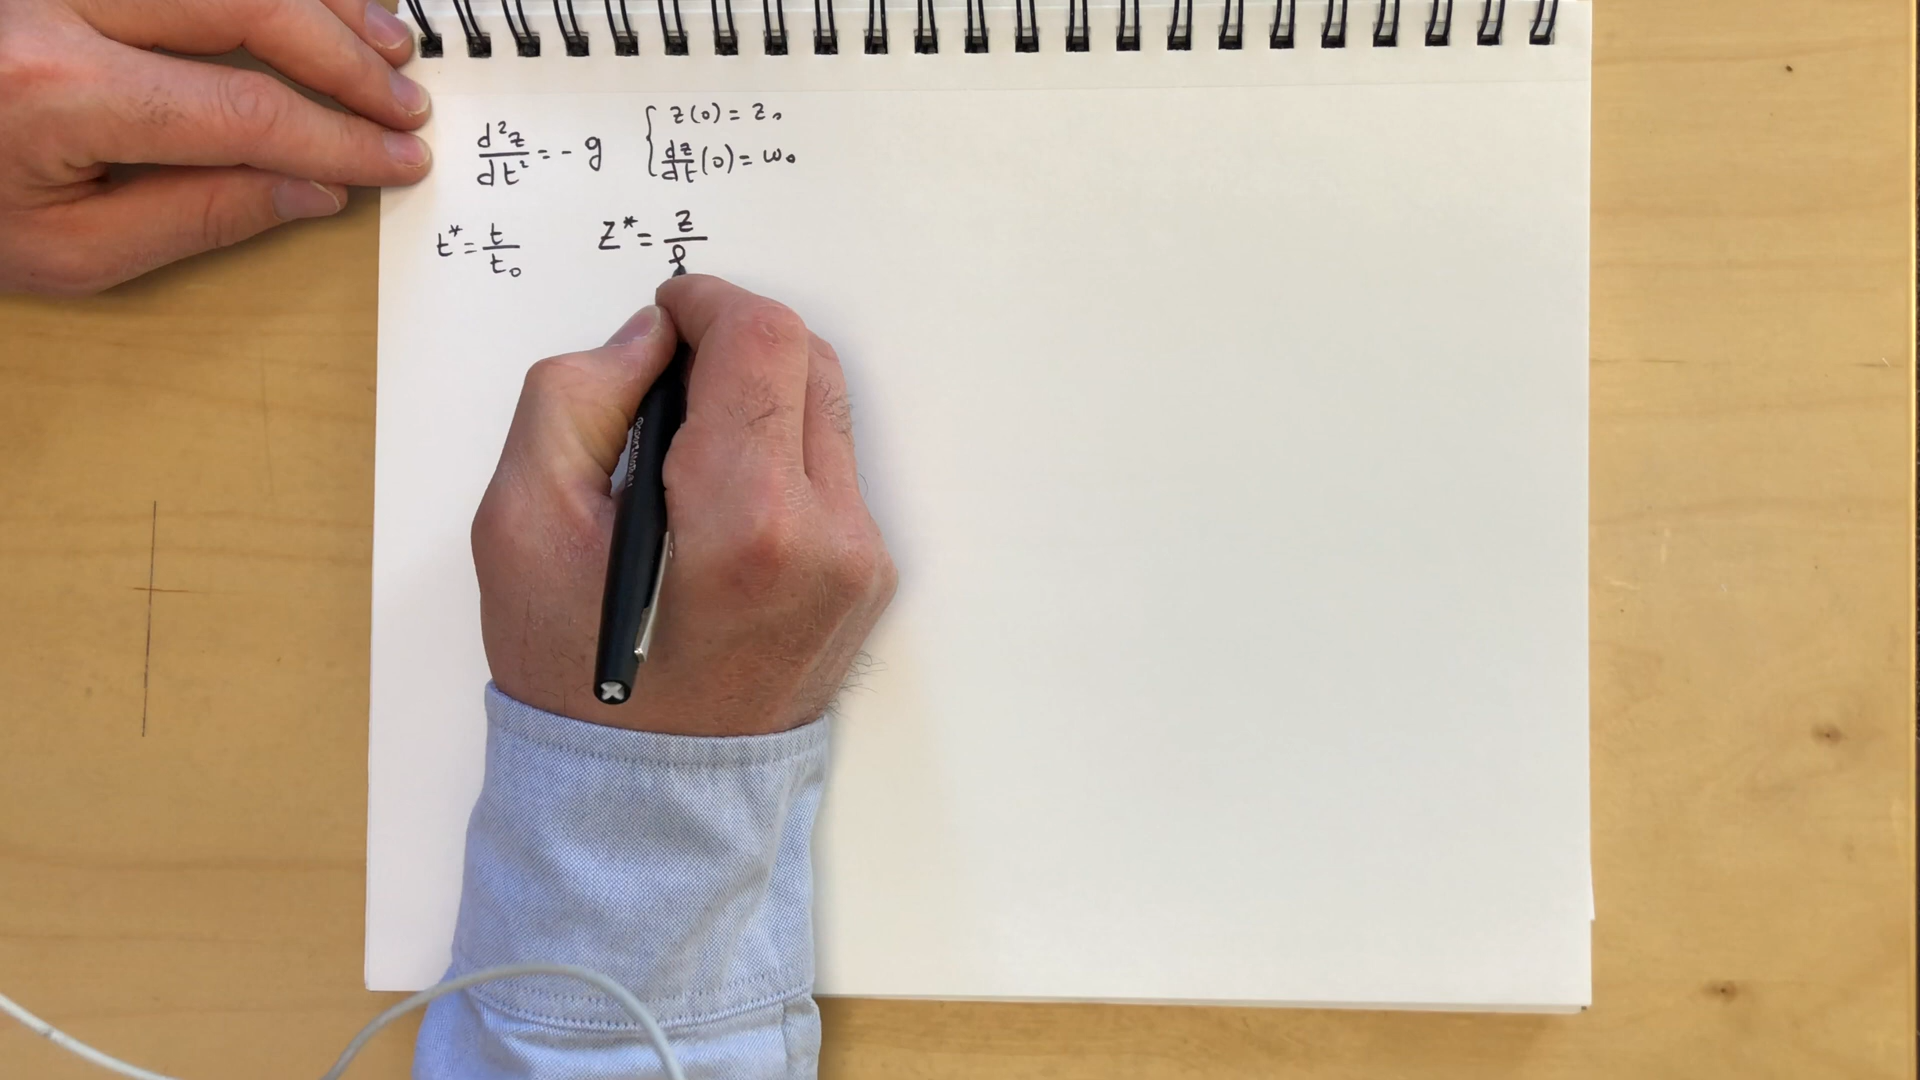 d²z/dt² = - g { z(0) = z₀
dz/dt (0) = w₀
t* = t/t₀ z* = z/ℓ